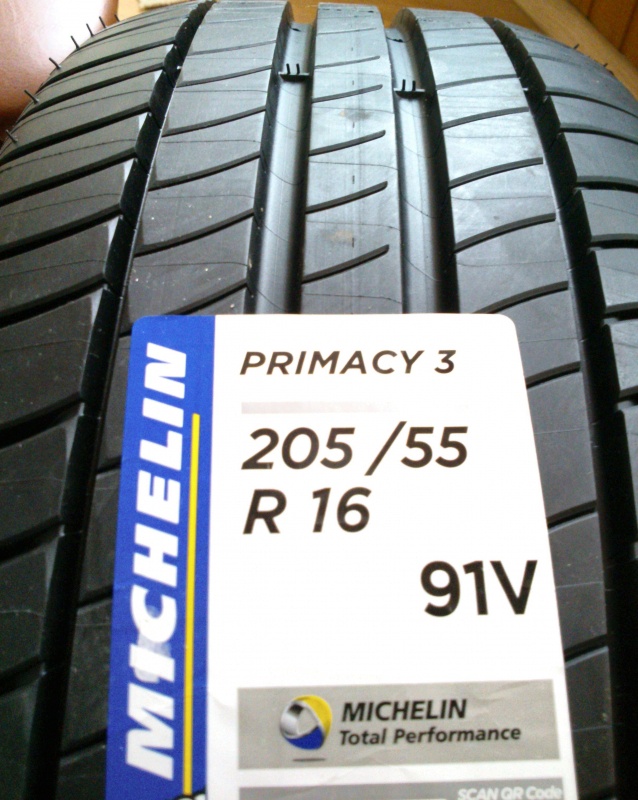 MICHELIN
PRIMACY 3
205 /55
R 16
91V
MICHELIN
Total Performance
SCAN QR Code